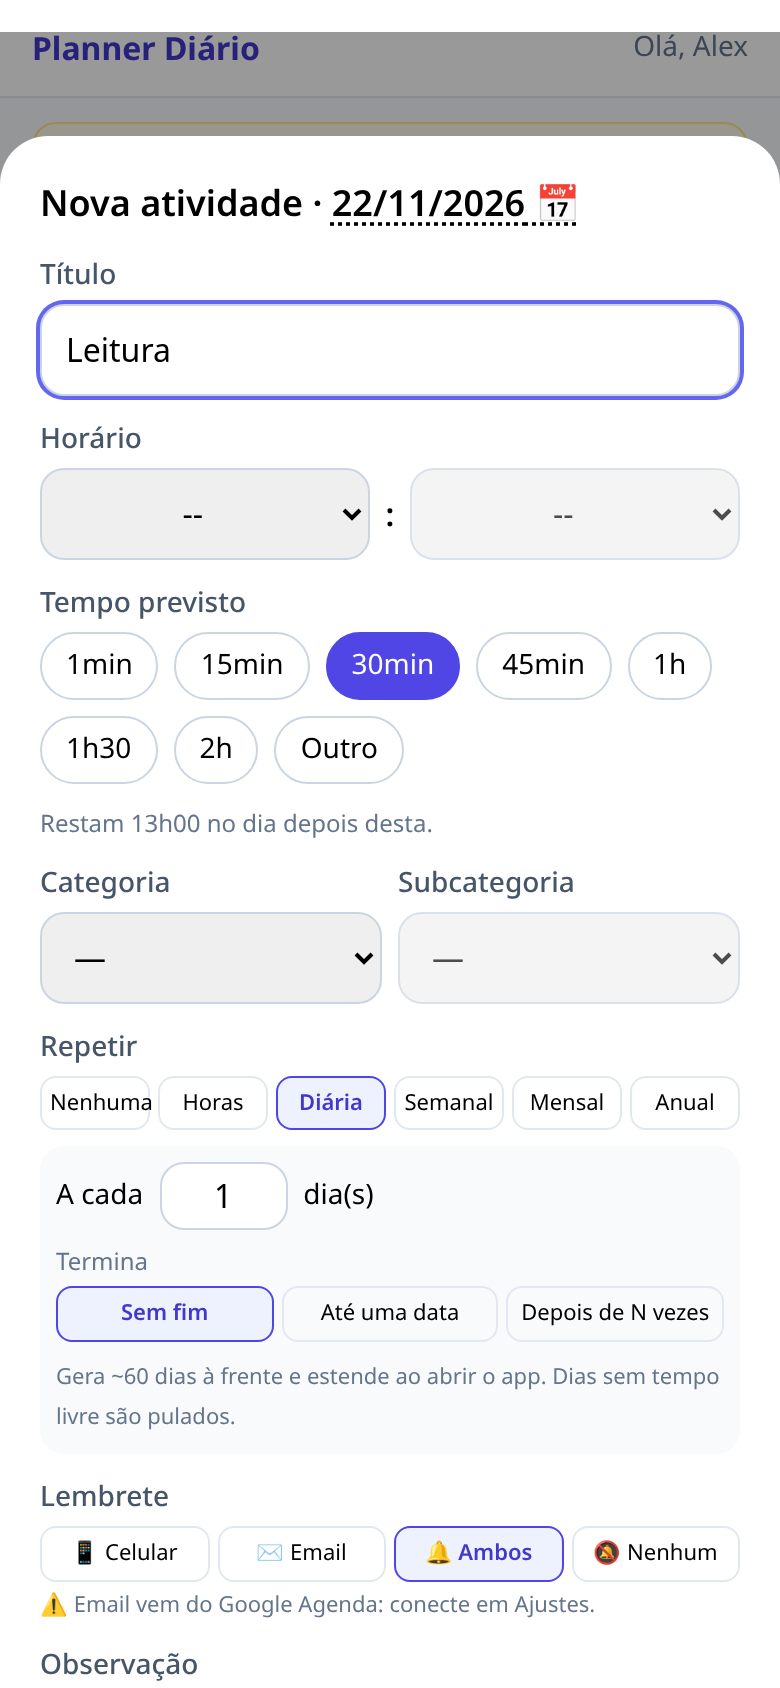 Planner Diário Olá, Alex
Nova atividade · 22/11/2026 📅
Título
Leitura
Horário
-- : --
Tempo previsto
1min 15min 30min 45min 1h
1h30 2h Outro
Restam 13h00 no dia depois desta.
Categoria Subcategoria
— —
Repetir
Nenhuma Horas Diária Semanal Mensal Anual
A cada 1 dia(s)
Termina
Sem fim Até uma data Depois de N vezes
Gera ~60 dias à frente e estende ao abrir o app. Dias sem tempo
livre são pulados.
Lembrete
📱 Celular ✉️ Email 🔔 Ambos 🔕 Nenhum
⚠️ Email vem do Google Agenda: conecte em Ajustes.
Observação